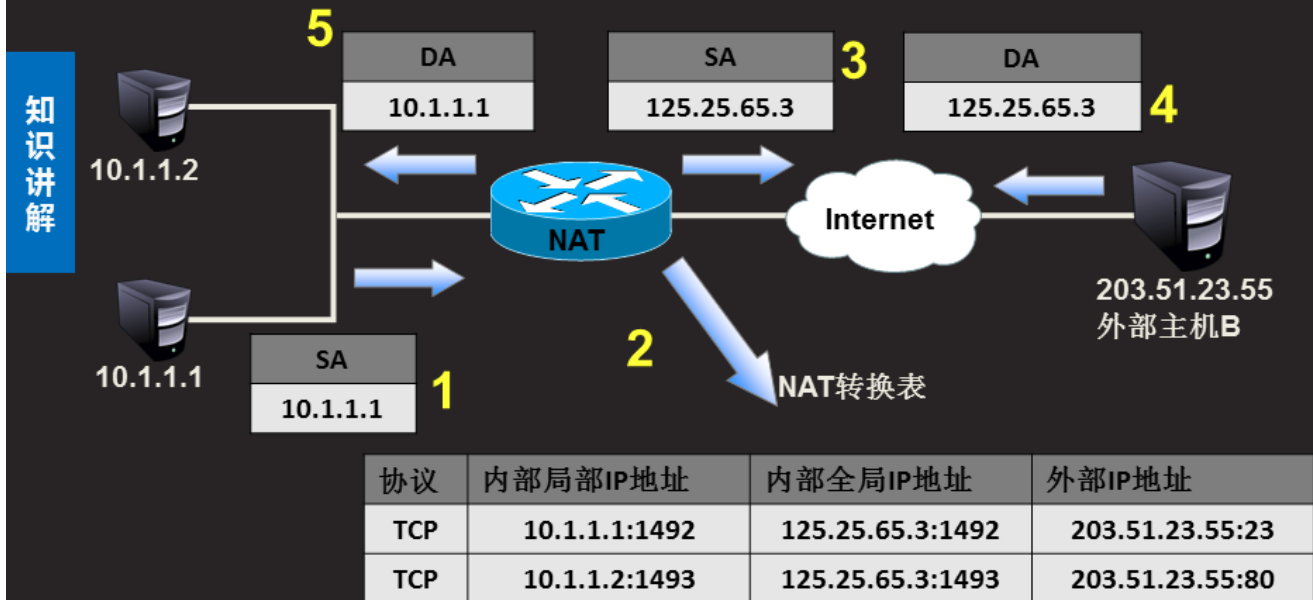 知识讲解
5
DA
10.1.1.1
SA
125.25.65.3
3
DA
125.25.65.3
4
10.1.1.2
NAT
Internet
203.51.23.55
外部主机B
10.1.1.1
SA
10.1.1.1
1
2
NAT转换表
协议 内部局部IP地址 内部全局IP地址 外部IP地址
TCP 10.1.1.1:1492 125.25.65.3:1492 203.51.23.55:23
TCP 10.1.1.2:1493 125.25.65.3:1493 203.51.23.55:80